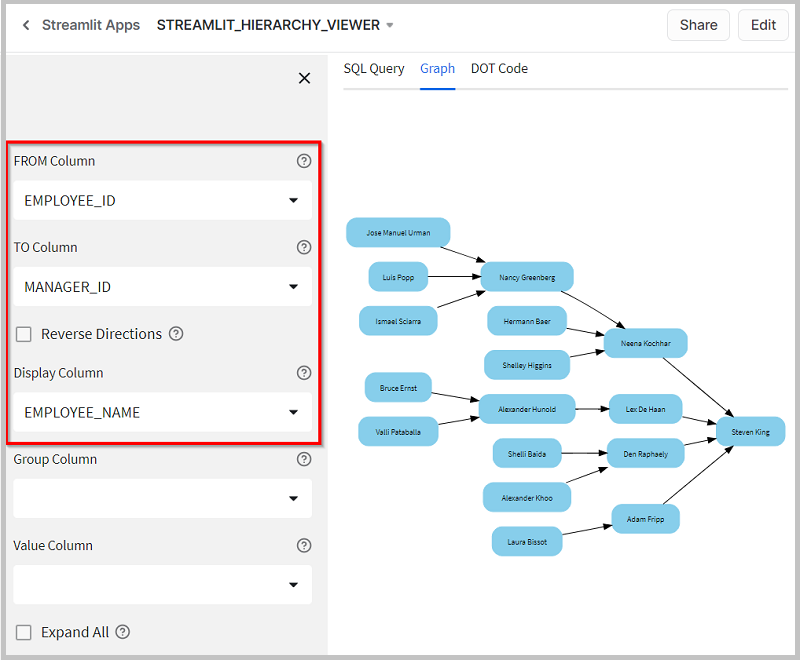 Streamlit Apps STREAMLIT_HIERARCHY_VIEWER Share Edit
SQL Query Graph DOT Code
FROM Column
EMPLOYEE_ID
TO Column
MANAGER_ID
Reverse Directions
Display Column
EMPLOYEE_NAME
Group Column
Value Column
Expand All
Jose Manuel Urman
Luis Popp
Nancy Greenberg
Ismael Sciarra
Hermann Baer
Neena Kochhar
Shelley Higgins
Bruce Ernst
Alexander Hunold
Lex De Haan
Valli Pataballa
Steven King
Shelli Baida
Den Raphaely
Alexander Khoo
Adam Fripp
Laura Bissot